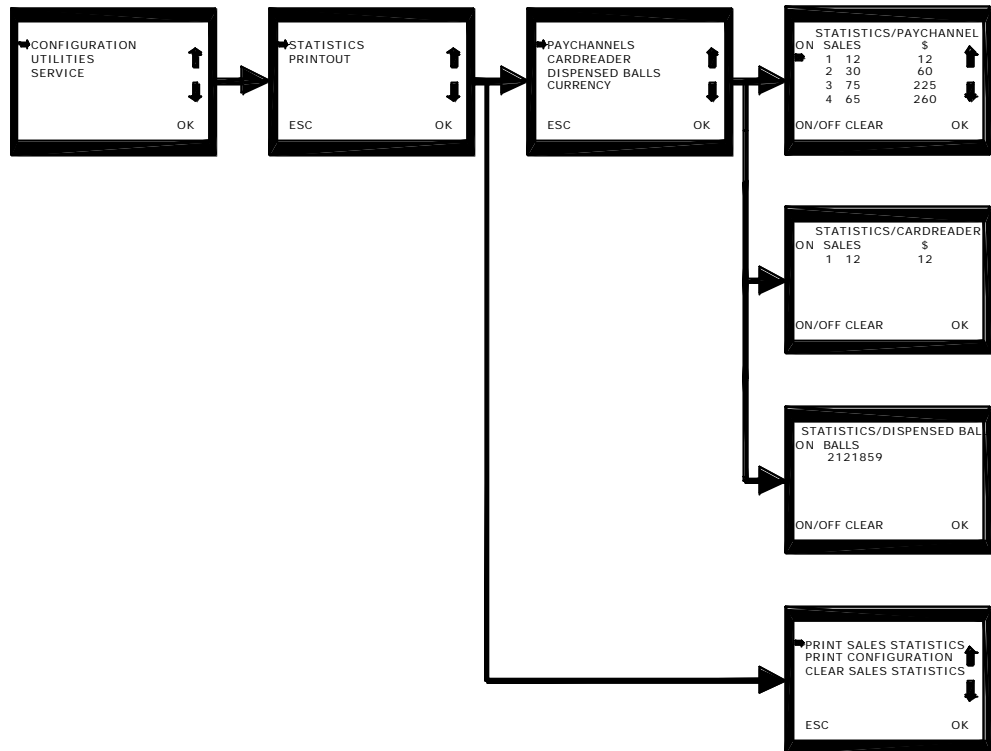 CONFIGURATION
UTILITIES
SERVICE
OK
STATISTICS
PRINTOUT
ESC OK
PAYCHANNELS
CARDREADER
DISPENSED BALLS
CURRENCY
ESC OK
STATISTICS/PAYCHANNEL
ON SALES $
1 12 12
2 30 60
3 75 225
4 65 260
ON/OFF CLEAR OK
STATISTICS/CARDREADER
ON SALES $
1 12 12
ON/OFF CLEAR OK
STATISTICS/DISPENSED BAL
ON BALLS
2121859
ON/OFF CLEAR OK
PRINT SALES STATISTICS
PRINT CONFIGURATION
CLEAR SALES STATISTICS
ESC OK